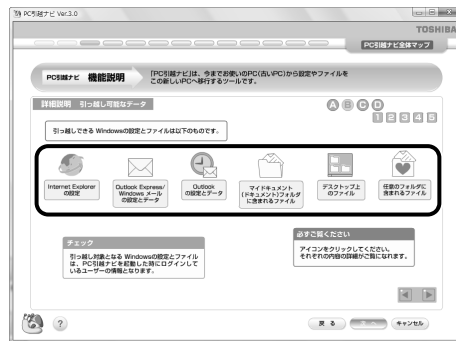 PC引越ナビ Ver.3.0
TOSHIBA
PC引越ナビ全体マップ
PC引越ナビ 機能説明
「PC引越ナビ」は、今までお使いのPC(古いPC)から設定やファイルを
この新しいPCへ移行するツールです。
詳細説明 引っ越し可能なデータ
A B C D
1 2 3 4 5
引っ越しできる Windowsの設定とファイルは以下のものです。
Internet Explorer
の設定
Outlook Express/
Windows メール
の設定とデータ
Outlook
の設定とデータ
マイドキュメント
(ドキュメント)フォルダ
に含まれるファイル
デスクトップ上
のファイル
任意のフォルダに
含まれるファイル
チェック
引っ越し対象となる Windowsの設定とファイル
は、PC引越ナビを起動した時にログインして
いるユーザーの情報となります。
必ずご覧ください
アイコンをクリックしてください。
それぞれの内容の詳細がご覧になれます。
?
戻 る
次 へ
キャンセル